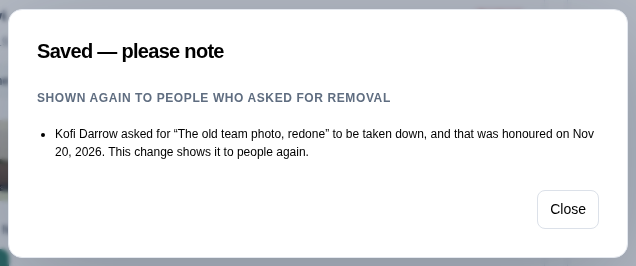 Saved — please note
SHOWN AGAIN TO PEOPLE WHO ASKED FOR REMOVAL
• Kofi Darrow asked for “The old team photo, redone” to be taken down, and that was honoured on Nov
20, 2026. This change shows it to people again.
Close